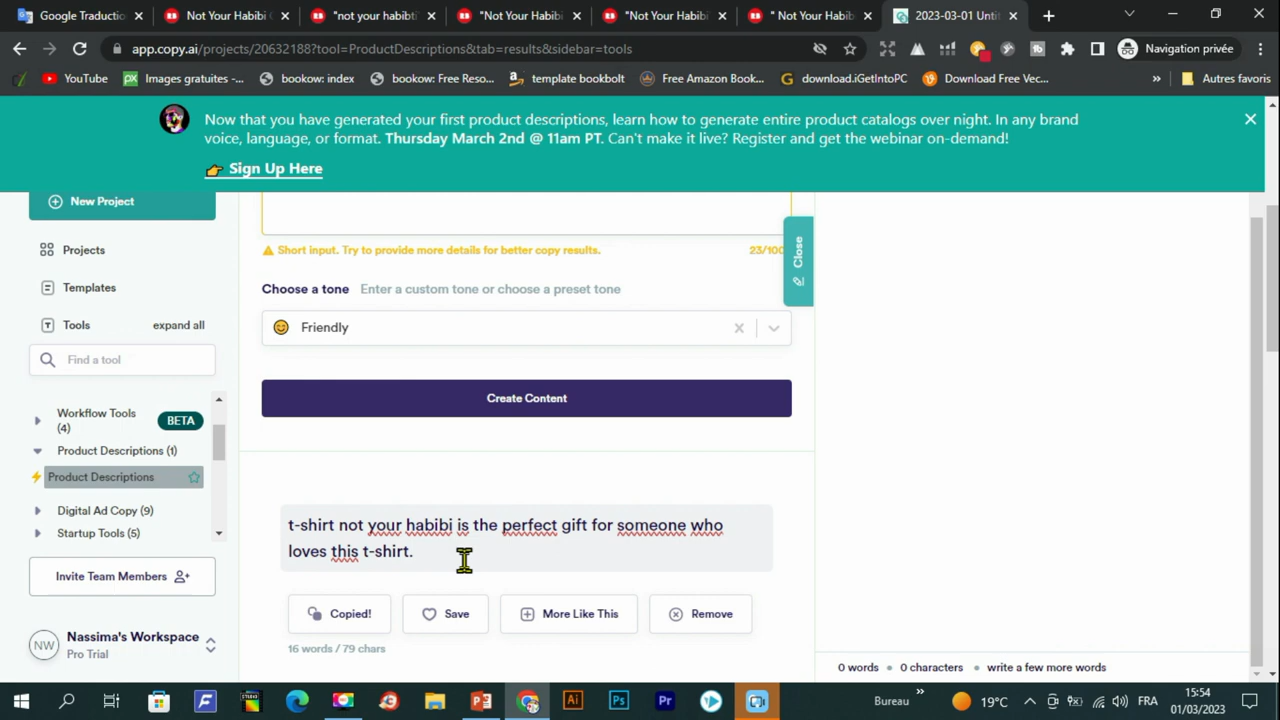 Google Traductio
Not Your Habibi C
"not your habibti
"Not Your Habibi"
"Not Your Habibi"
" Not Your Habibi
2023-03-01 Untit
app.copy.ai/projects/20632188?tool=ProductDescriptions&tab=results&sidebar=tools
Navigation privée
YouTube
Images gratuites -...
bookow: index
bookow: Free Reso...
template bookbolt
Free Amazon Book...
download.iGetIntoPC
Download Free Vec...
»
Autres favoris
Now that you have generated your first product descriptions, learn how to generate entire product catalogs over night. In any brand
voice, language, or format. Thursday March 2nd @ 11am PT. Can't make it live? Register and get the webinar on-demand!
👉 Sign Up Here
New Project
Projects
Templates
Tools expand all
Find a tool
Workflow Tools
(4)
BETA
Product Descriptions (1)
Product Descriptions
Digital Ad Copy (9)
Startup Tools (5)
Invite Team Members
NW
Nassima's Workspace
Pro Trial
Short input. Try to provide more details for better copy results.
23/100
Close
Choose a tone Enter a custom tone or choose a preset tone
😊 Friendly
Create Content
t-shirt not your habibi is the perfect gift for someone who
loves this t-shirt.
Copied!
Save
More Like This
Remove
16 words / 79 chars
0 words • 0 characters • write a few more words
Bureau
»
19°C
FRA
15:54
01/03/2023